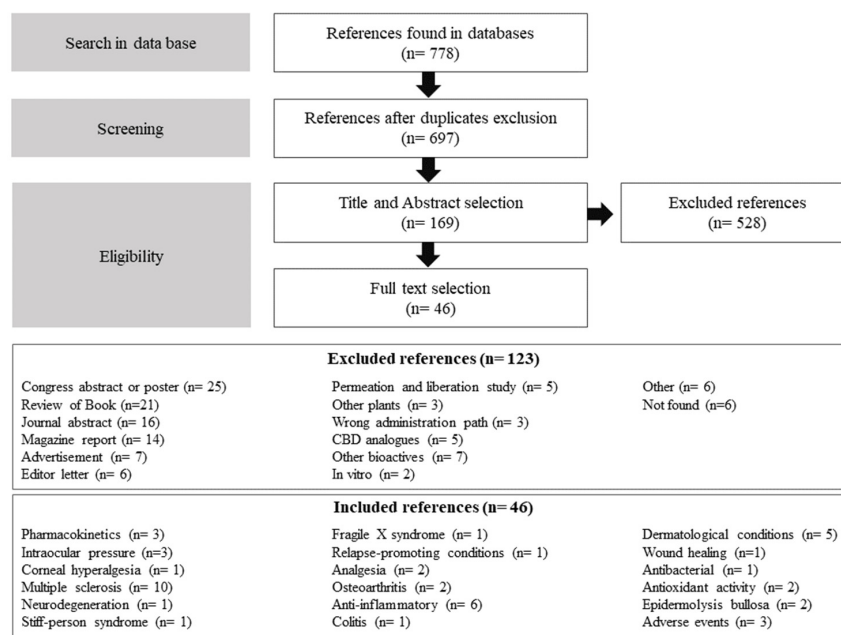 Search in data base
References found in databases
(n= 778)
Screening
References after duplicates exclusion
(n= 697)
Eligibility
Title and Abstract selection
(n= 169)
Excluded references
(n= 528)
Full text selection
(n= 46)
Excluded references (n= 123)
Congress abstract or poster (n= 25)
Review of Book (n=21)
Journal abstract (n= 16)
Magazine report (n= 14)
Advertisement (n= 7)
Editor letter (n= 6)
Permeation and liberation study (n= 5)
Other plants (n= 3)
Wrong administration path (n= 3)
CBD analogues (n= 5)
Other bioactives (n= 7)
In vitro (n= 2)
Other (n= 6)
Not found (n=6)
Included references (n= 46)
Pharmacokinetics (n= 3)
Intraocular pressure (n=3)
Corneal hyperalgesia (n= 1)
Multiple sclerosis (n= 10)
Neurodegeneration (n= 1)
Stiff-person syndrome (n= 1)
Fragile X syndrome (n= 1)
Relapse-promoting conditions (n= 1)
Analgesia (n= 2)
Osteoarthritis (n= 2)
Anti-inflammatory (n= 6)
Colitis (n= 1)
Dermatological conditions (n= 5)
Wound healing (n=1)
Antibacterial (n= 1)
Antioxidant activity (n= 2)
Epidermolysis bullosa (n= 2)
Adverse events (n= 3)